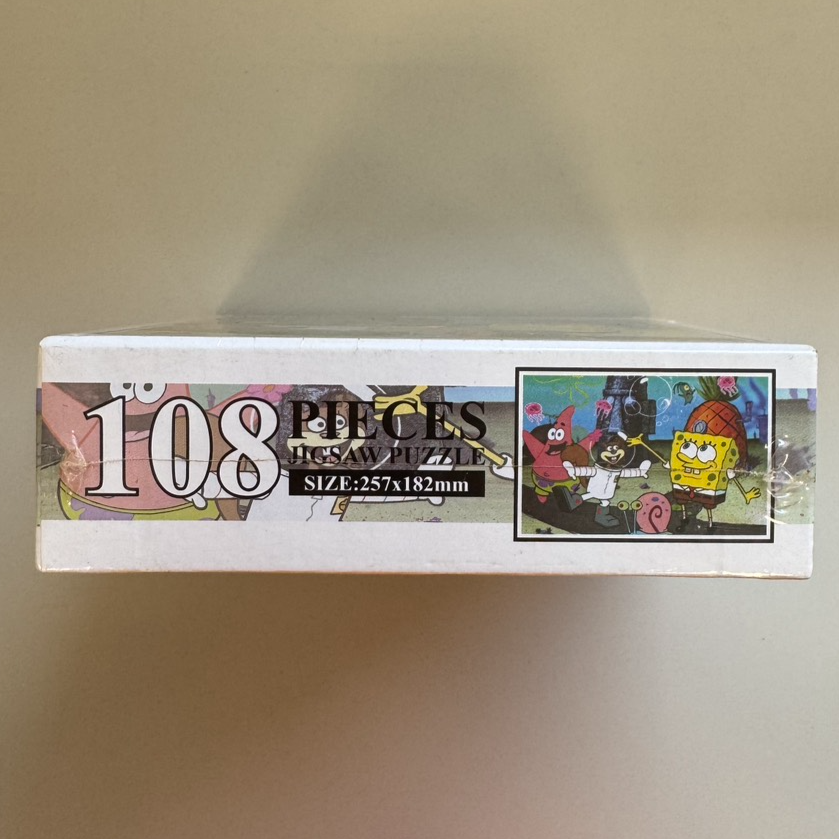 108
PIECES
JIGSAW PUZZLE
SIZE:257x182mm